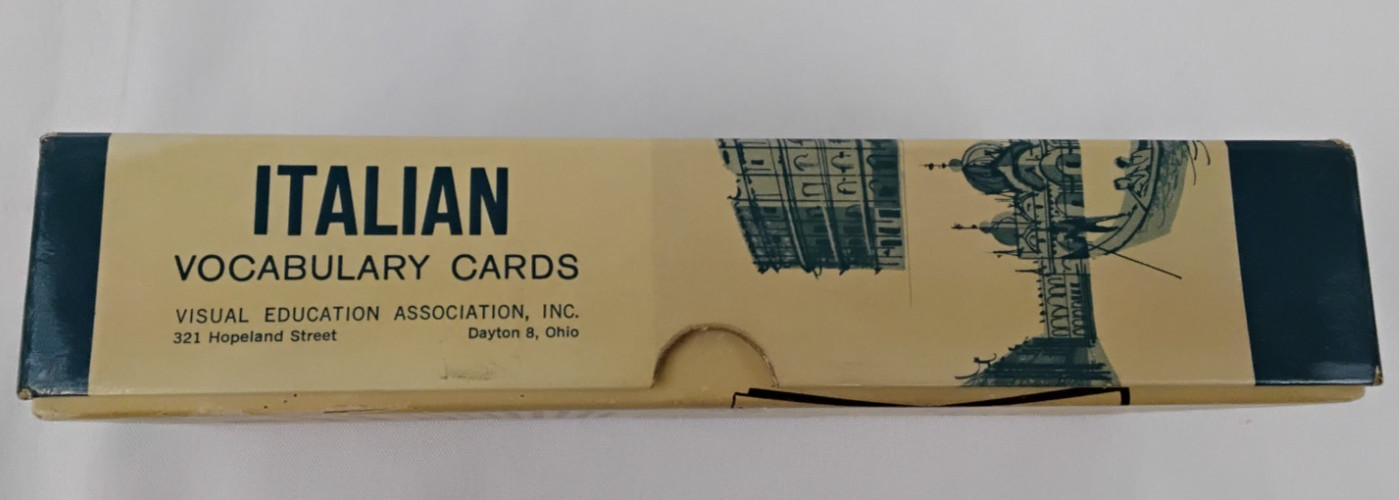 ITALIAN
VOCABULARY CARDS
VISUAL EDUCATION ASSOCIATION, INC.
321 Hopeland Street Dayton 8, Ohio